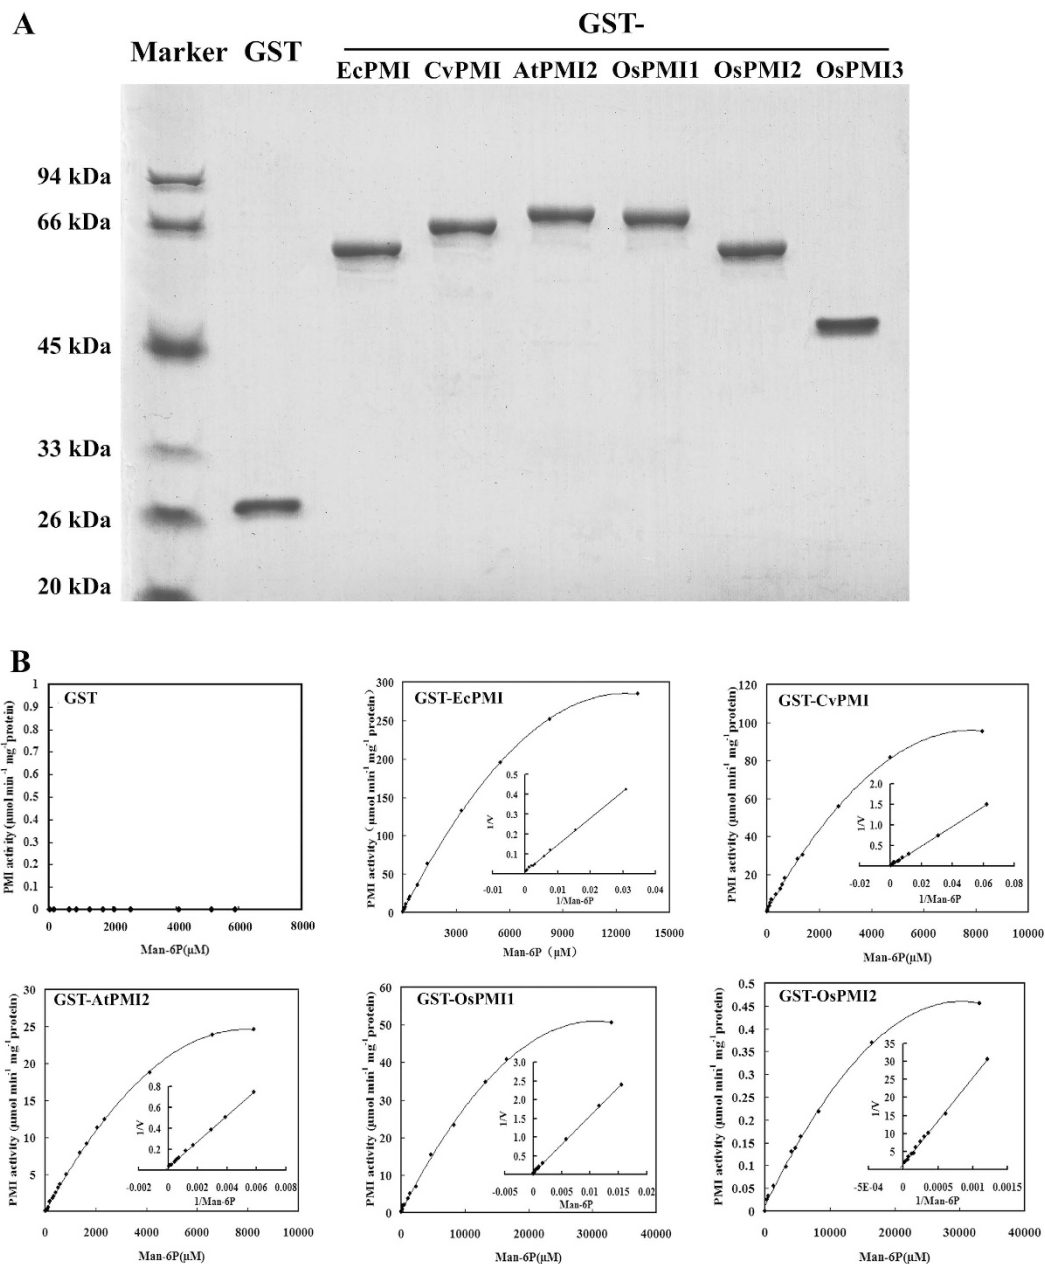 A
GST-
Marker GST
EcPMI CvPMI AtPMI2 OsPMI1 OsPMI2 OsPMI3
94 kDa
66 kDa
45 kDa
33 kDa
26 kDa
20 kDa
B
GST
PMI activity (μmol min⁻¹ mg⁻¹protein)
1
0.9
0.8
0.7
0.6
0.5
0.4
0.3
0.2
0.1
0
0 2000 4000 6000 8000
Man-6P(μM)
GST-EcPMI
PMI activity (μmol min⁻¹ mg⁻¹ protein)
300
250
200
150
100
50
0
3000 6000 9000 12000 15000
Man-6P (μM)
1/V
0.5
0.4
0.3
0.2
0.1
-0.01 0 0.01 0.02 0.03 0.04
1/Man-6P
GST-CvPMI
PMI activity (μmol min⁻¹ mg⁻¹protein)
120
100
80
60
40
20
0
0 2000 4000 6000 8000 10000
Man-6P(μM)
1/V
2.0
1.5
1.0
0.5
-0.02 0 0.02 0.04 0.06 0.08
1/Man-6P
GST-AtPMI2
PMI activity (μmol min⁻¹ mg⁻¹protein)
30
25
20
15
10
5
0 2000 4000 6000 8000 10000
Man-6P(μM)
1/V
0.8
0.6
0.4
0.2
-0.002 0 0.002 0.004 0.006 0.008
1/Man-6P
GST-OsPMI1
PMI activity (μmol min⁻¹ mg⁻¹protein)
60
50
40
30
20
10
0
0 10000 20000 30000 40000
Man-6P(μM)
1/V
3.0
2.5
2.0
1.5
1.0
0.5
0.0
-0.005 0 0.005 0.01 0.015 0.02
Man-6P
GST-OsPMI2
PMI activity (μmol min⁻¹ mg⁻¹protein)
0.5
0.45
0.4
0.35
0.3
0.25
0.2
0.15
0.1
0.05
0
0 10000 20000 30000 40000
Man-6P(μM)
1/V
35
30
25
20
15
10
5
0
-5E-04 0 0.0005 0.001 0.0015
1/Man-6P